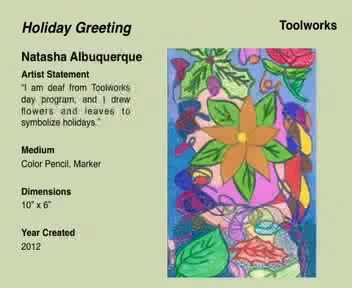 Holiday Greeting
Toolworks
Natasha Albuquerque
Artist Statement
"I am deaf from Toolworks
day program, and I drew
flowers and leaves to
symbolize holidays."
Medium
Color Pencil, Marker
Dimensions
10" x 6"
Year Created
2012